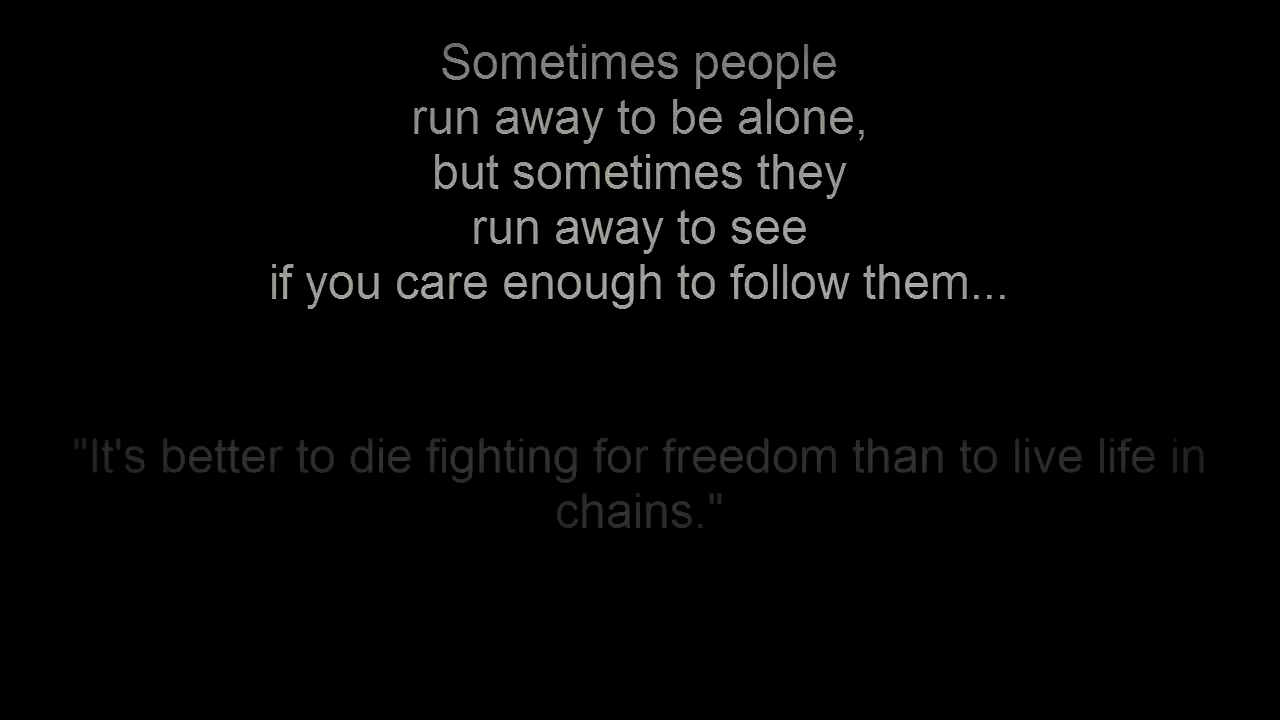 Sometimes people
run away to be alone,
but sometimes they
run away to see
if you care enough to follow them...
"It's better to die fighting for freedom than to live life in
chains."